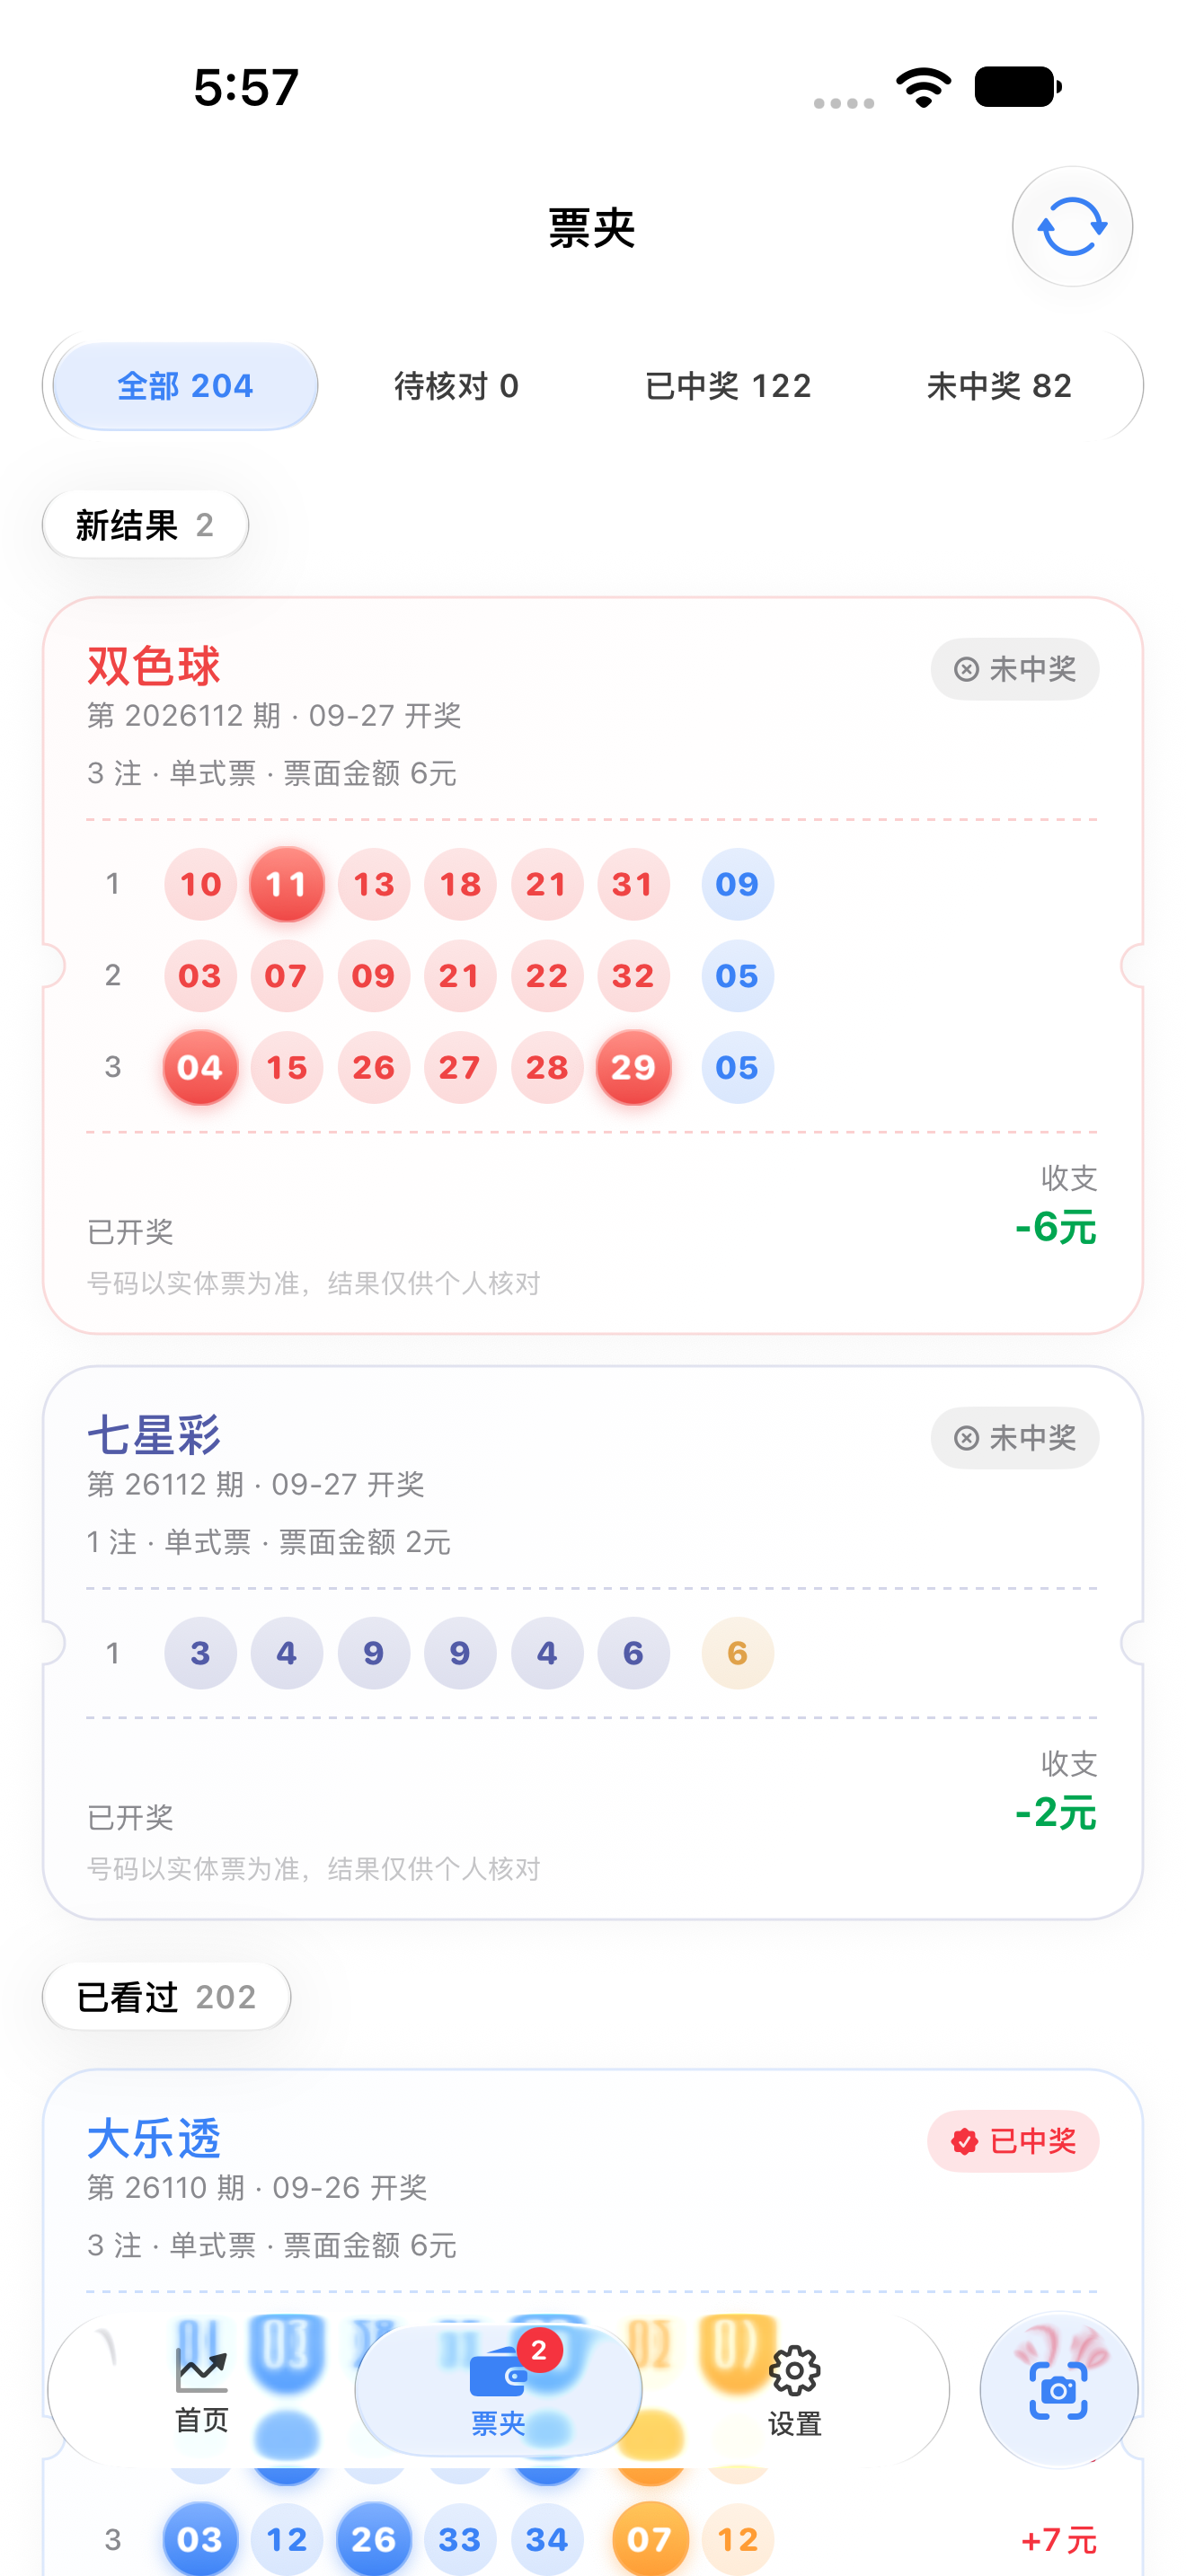 5:57
票夹
全部 204
待核对 0
已中奖 122
未中奖 82
新结果 2
双色球
未中奖
第 2026112 期 · 09-27 开奖
3 注 · 单式票 · 票面金额 6元
1 10 11 13 18 21 31 09
2 03 07 09 21 22 32 05
3 04 15 26 27 28 29 05
收支
-6元
已开奖
号码以实体票为准，结果仅供个人核对
七星彩
未中奖
第 26112 期 · 09-27 开奖
1 注 · 单式票 · 票面金额 2元
1 3 4 9 9 4 6 6
收支
-2元
已开奖
号码以实体票为准，结果仅供个人核对
已看过 202
大乐透
已中奖
第 26110 期 · 09-26 开奖
3 注 · 单式票 · 票面金额 6元
2
首页
票夹
设置
3 03 12 26 33 34 07 12 +7 元